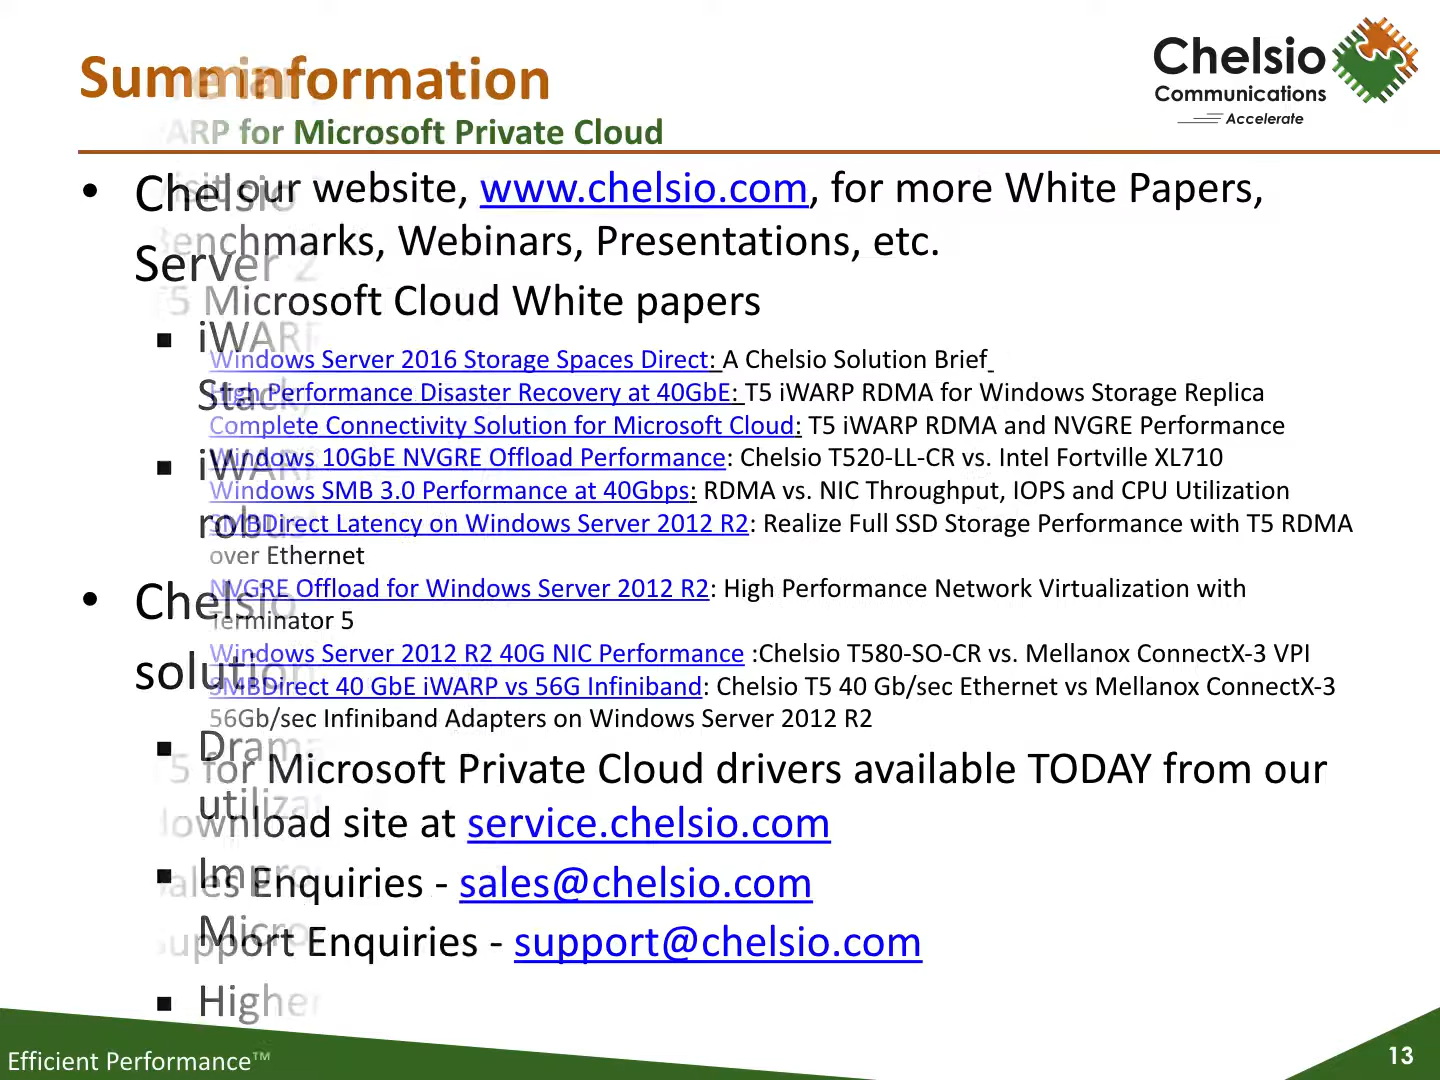 Chelsio
Communications
Accelerate
Summ
information
iWARP for Microsoft Private Cloud
• Chelsio
Server 2
Visit our website, www.chelsio.com, for more White Papers,
Benchmarks, Webinars, Presentations, etc.
T5 Microsoft Cloud White papers
▪ iWARP
Stack,
Windows Server 2016 Storage Spaces Direct: A Chelsio Solution Brief
High Performance Disaster Recovery at 40GbE: T5 iWARP RDMA for Windows Storage Replica
Complete Connectivity Solution for Microsoft Cloud: T5 iWARP RDMA and NVGRE Performance
▪ iWARP
robust
Windows 10GbE NVGRE Offload Performance: Chelsio T520-LL-CR vs. Intel Fortville XL710
Windows SMB 3.0 Performance at 40Gbps: RDMA vs. NIC Throughput, IOPS and CPU Utilization
SMBDirect Latency on Windows Server 2012 R2: Realize Full SSD Storage Performance with T5 RDMA
over Ethernet
• Chelsio
solution
NVGRE Offload for Windows Server 2012 R2: High Performance Network Virtualization with
Terminator 5
Windows Server 2012 R2 40G NIC Performance :Chelsio T580-SO-CR vs. Mellanox ConnectX-3 VPI
SMBDirect 40 GbE iWARP vs 56G Infiniband: Chelsio T5 40 Gb/sec Ethernet vs Mellanox ConnectX-3
56Gb/sec Infiniband Adapters on Windows Server 2012 R2
▪ Drama
utiliza
T5 for Microsoft Private Cloud drivers available TODAY from our
download site at service.chelsio.com
▪ Impro
Micro
Sales Enquiries - sales@chelsio.com
Support Enquiries - support@chelsio.com
▪ Higher
Efficient Performance™
13